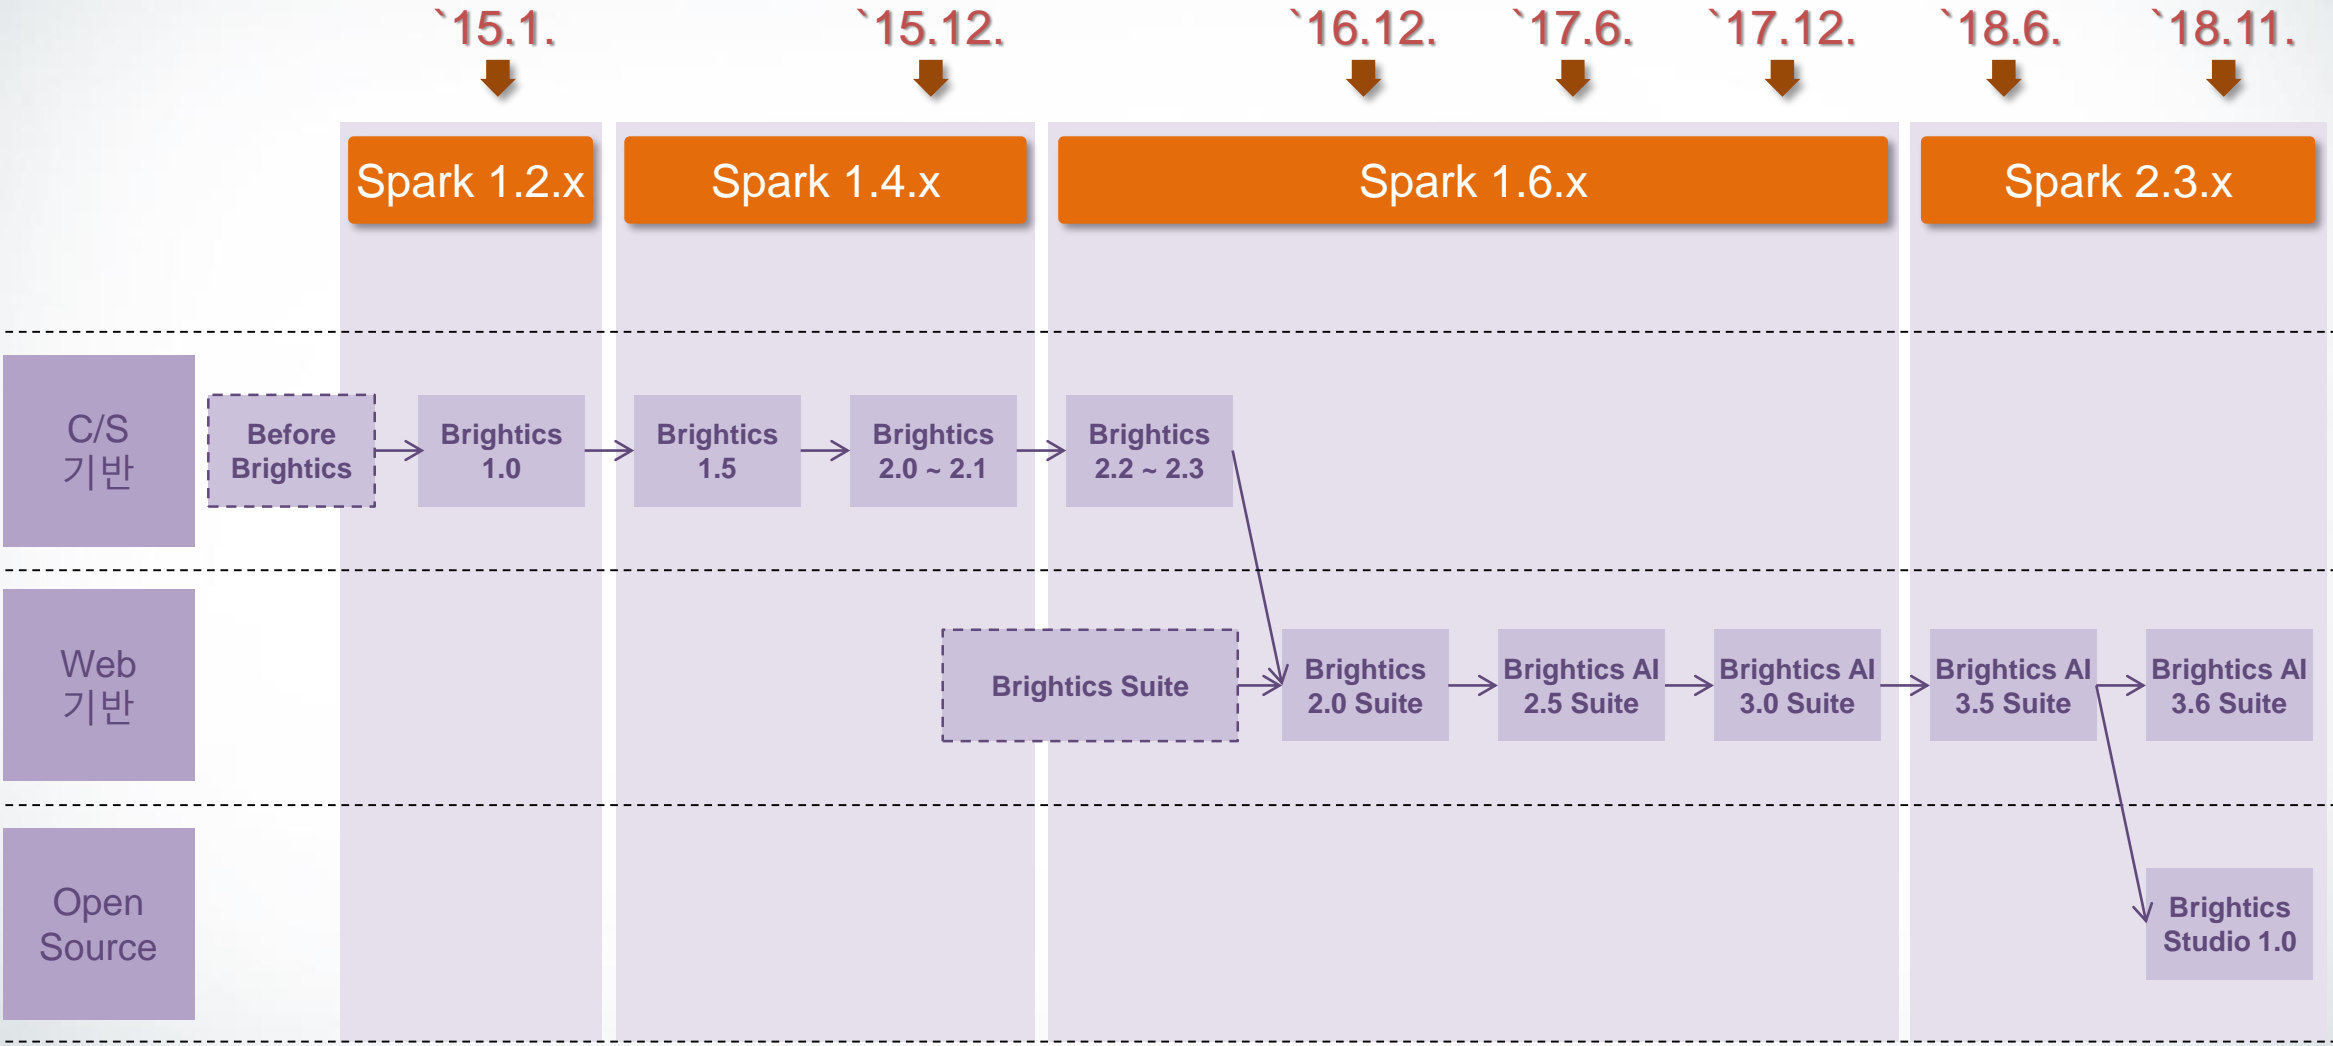 `15.1.
`15.12.
`16.12.
`17.6.
`17.12.
`18.6.
`18.11.
Spark 1.2.x
Spark 1.4.x
Spark 1.6.x
Spark 2.3.x
C/S
기반
Before
Brightics
Brightics
1.0
Brightics
1.5
Brightics
2.0 ~ 2.1
Brightics
2.2 ~ 2.3
Web
기반
Brightics Suite
Brightics
2.0 Suite
Brightics AI
2.5 Suite
Brightics AI
3.0 Suite
Brightics AI
3.5 Suite
Brightics AI
3.6 Suite
Open
Source
Brightics
Studio 1.0